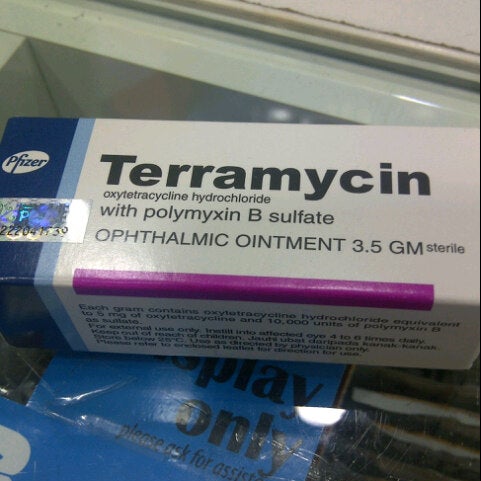 Pfizer
Terramycin
oxytetracycline hydrochloride
with polymyxin B sulfate
OPHTHALMIC OINTMENT 3.5 GM sterile
Each gram contains oxytetracycline hydrochloride equivalent
to 5 mg of oxytetracycline and 10,000 units of polymyxin B
as sulfate.
For external use only. Instill into affected eye 4 to 6 times daily.
Keep out of reach of children. Jauhi ubat daripada kanak-kanak.
Store below 25°C. Use as directed by physician only.
Please refer to enclosed leaflet for direction for use.
display
only
please ask for